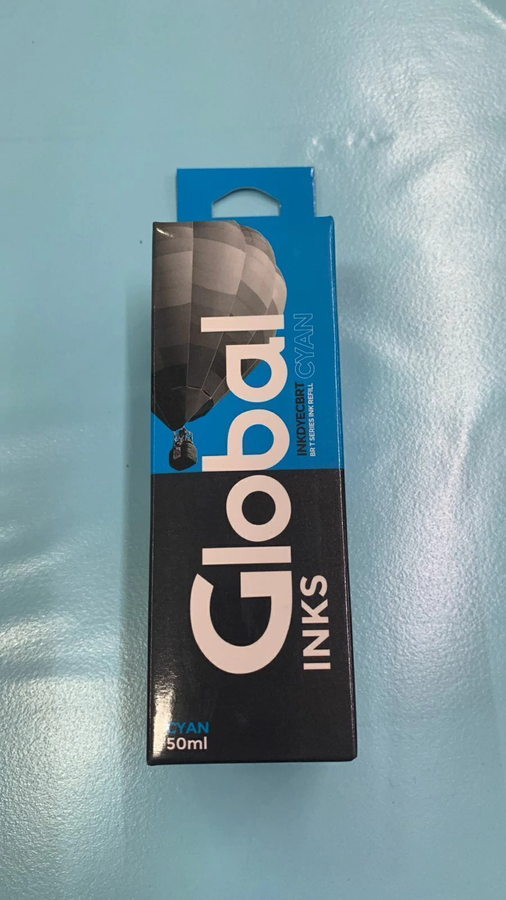 Global
INKS
INKDYECBRT
CYAN
BR T SERIES INK REFILL
CYAN
50ml